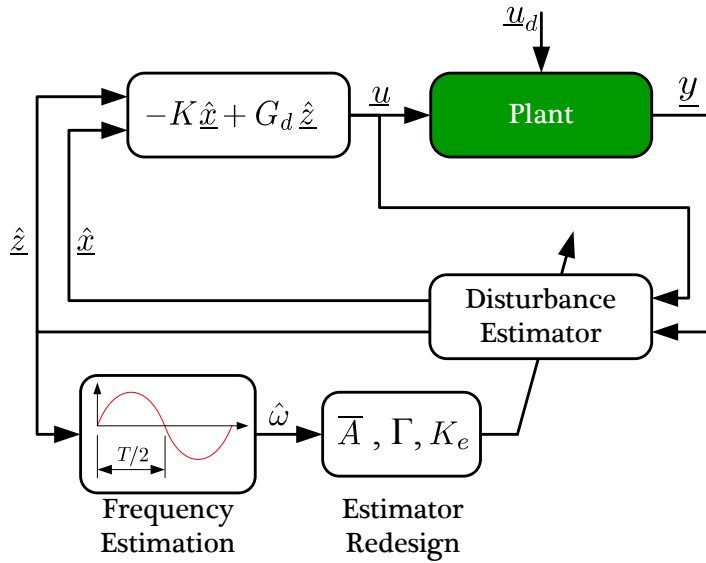 u_d
−K x̂ + G_d ẑ
u
Plant
y
ẑ
x̂
Disturbance
Estimator
T/2
ω̂
A̅ , Γ, K_e
Frequency
Estimation
Estimator
Redesign